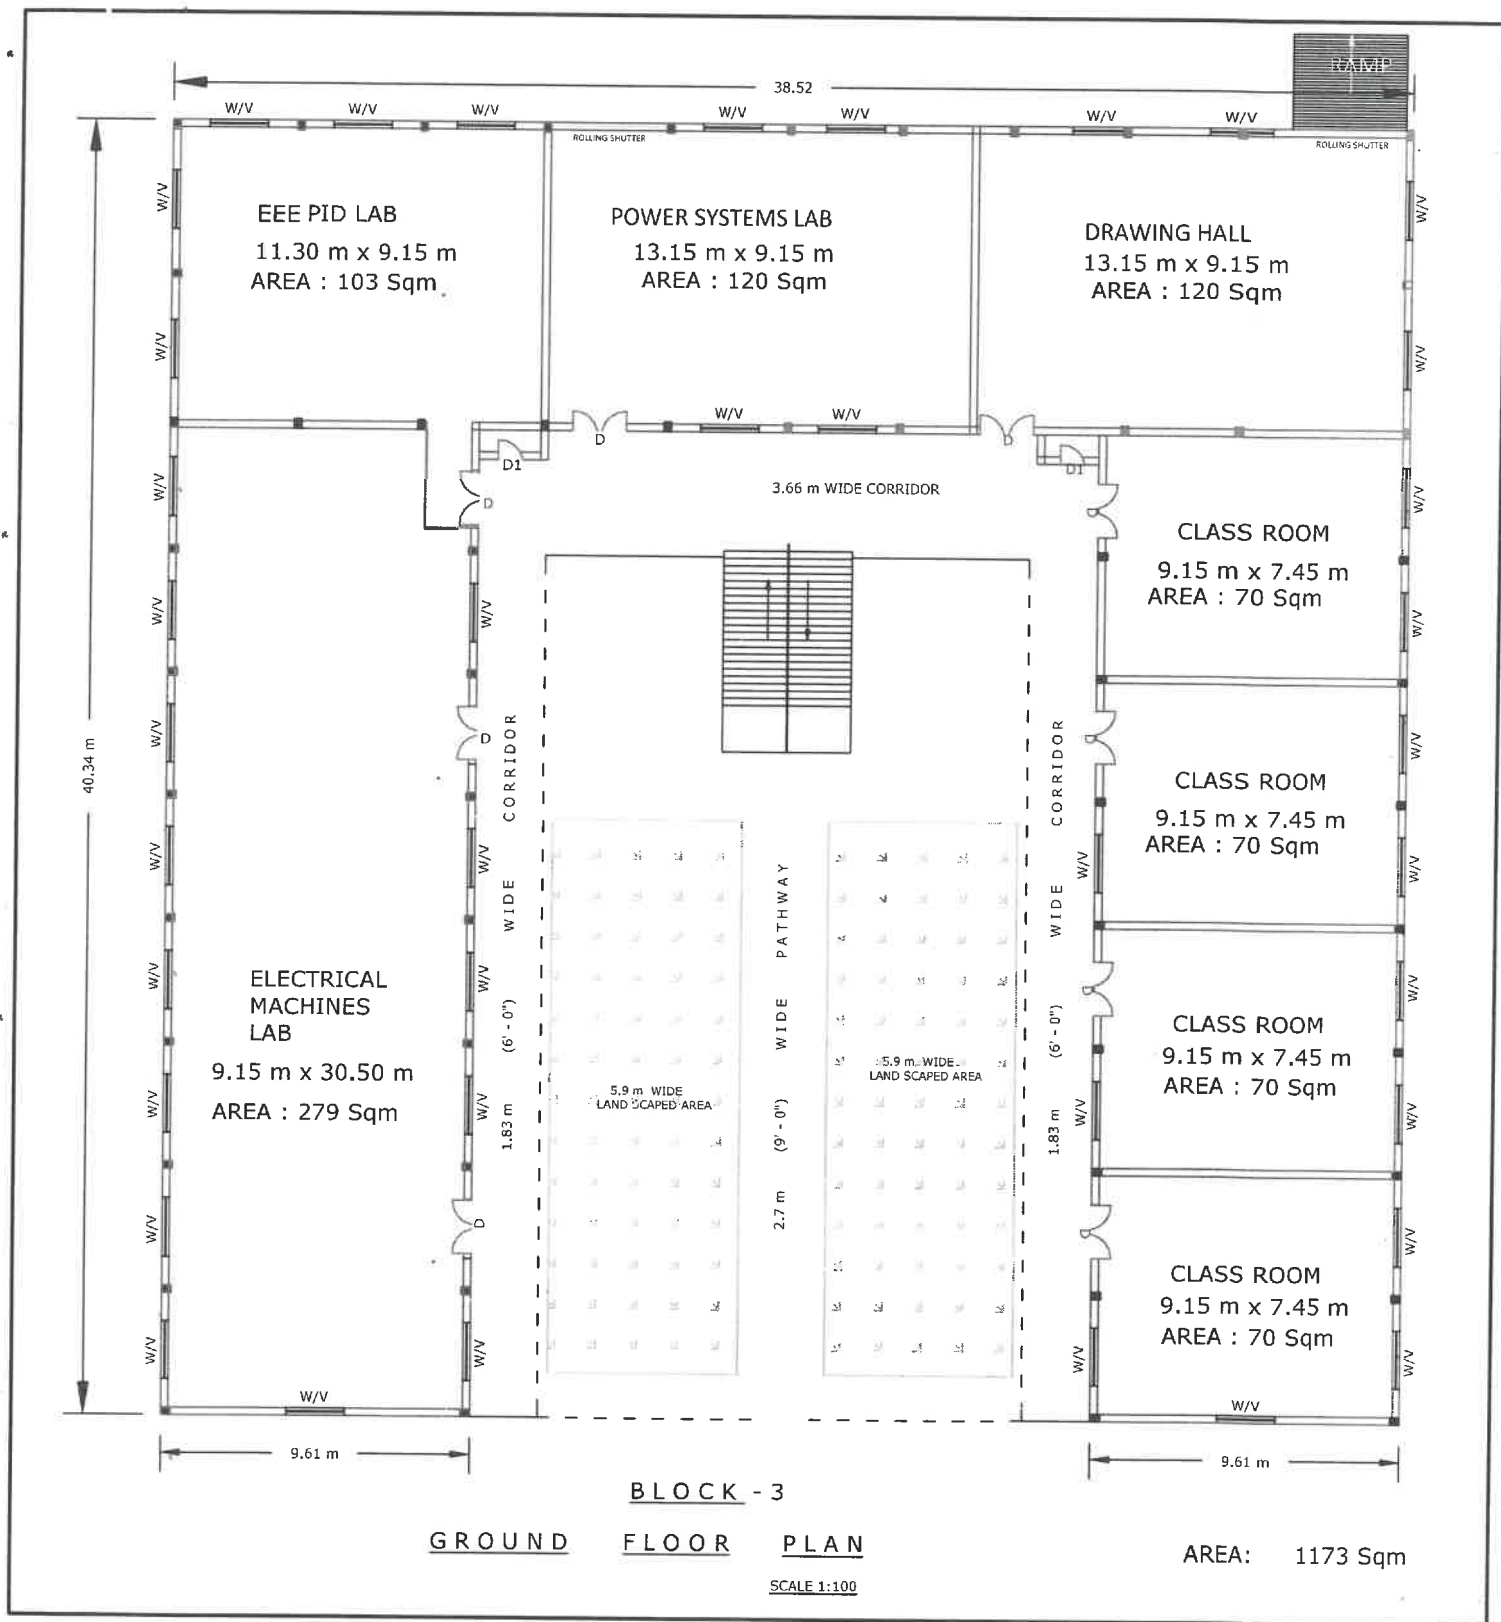 RAMP
38.52
W/V W/V W/V W/V W/V W/V W/V
ROLLING SHUTTER
ROLLING SHUTTER
W/V
W/V
EEE PID LAB
11.30 m x 9.15 m
AREA : 103 Sqm
POWER SYSTEMS LAB
13.15 m x 9.15 m
AREA : 120 Sqm
DRAWING HALL
13.15 m x 9.15 m
AREA : 120 Sqm
W/V
W/V
W/V W/V
D
D
D1
D1
D
D
3.66 m WIDE CORRIDOR
W/V
W/V
CLASS ROOM
9.15 m x 7.45 m
AREA : 70 Sqm
W/V
W/V
W/V
40.34 m
W/V
D
D
CLASS ROOM
9.15 m x 7.45 m
AREA : 70 Sqm
W/V
W/V
W/V
W/V
W/V
1.83 m (6' - 0") WIDE CORRIDOR
2.7 m (9' - 0") WIDE PATHWAY
1.83 m (6' - 0") WIDE CORRIDOR
W/V
W/V
ELECTRICAL
MACHINES
LAB
9.15 m x 30.50 m
AREA : 279 Sqm
5.9 m WIDE
LAND SCAPED AREA
5.9 m WIDE
LAND SCAPED AREA
D
CLASS ROOM
9.15 m x 7.45 m
AREA : 70 Sqm
W/V
W/V
W/V
W/V
W/V
W/V
W/V
D
D
CLASS ROOM
9.15 m x 7.45 m
AREA : 70 Sqm
W/V
W/V
W/V
W/V
W/V
W/V
W/V
9.61 m
9.61 m
BLOCK - 3
GROUND FLOOR PLAN
SCALE 1:100
AREA: 1173 Sqm